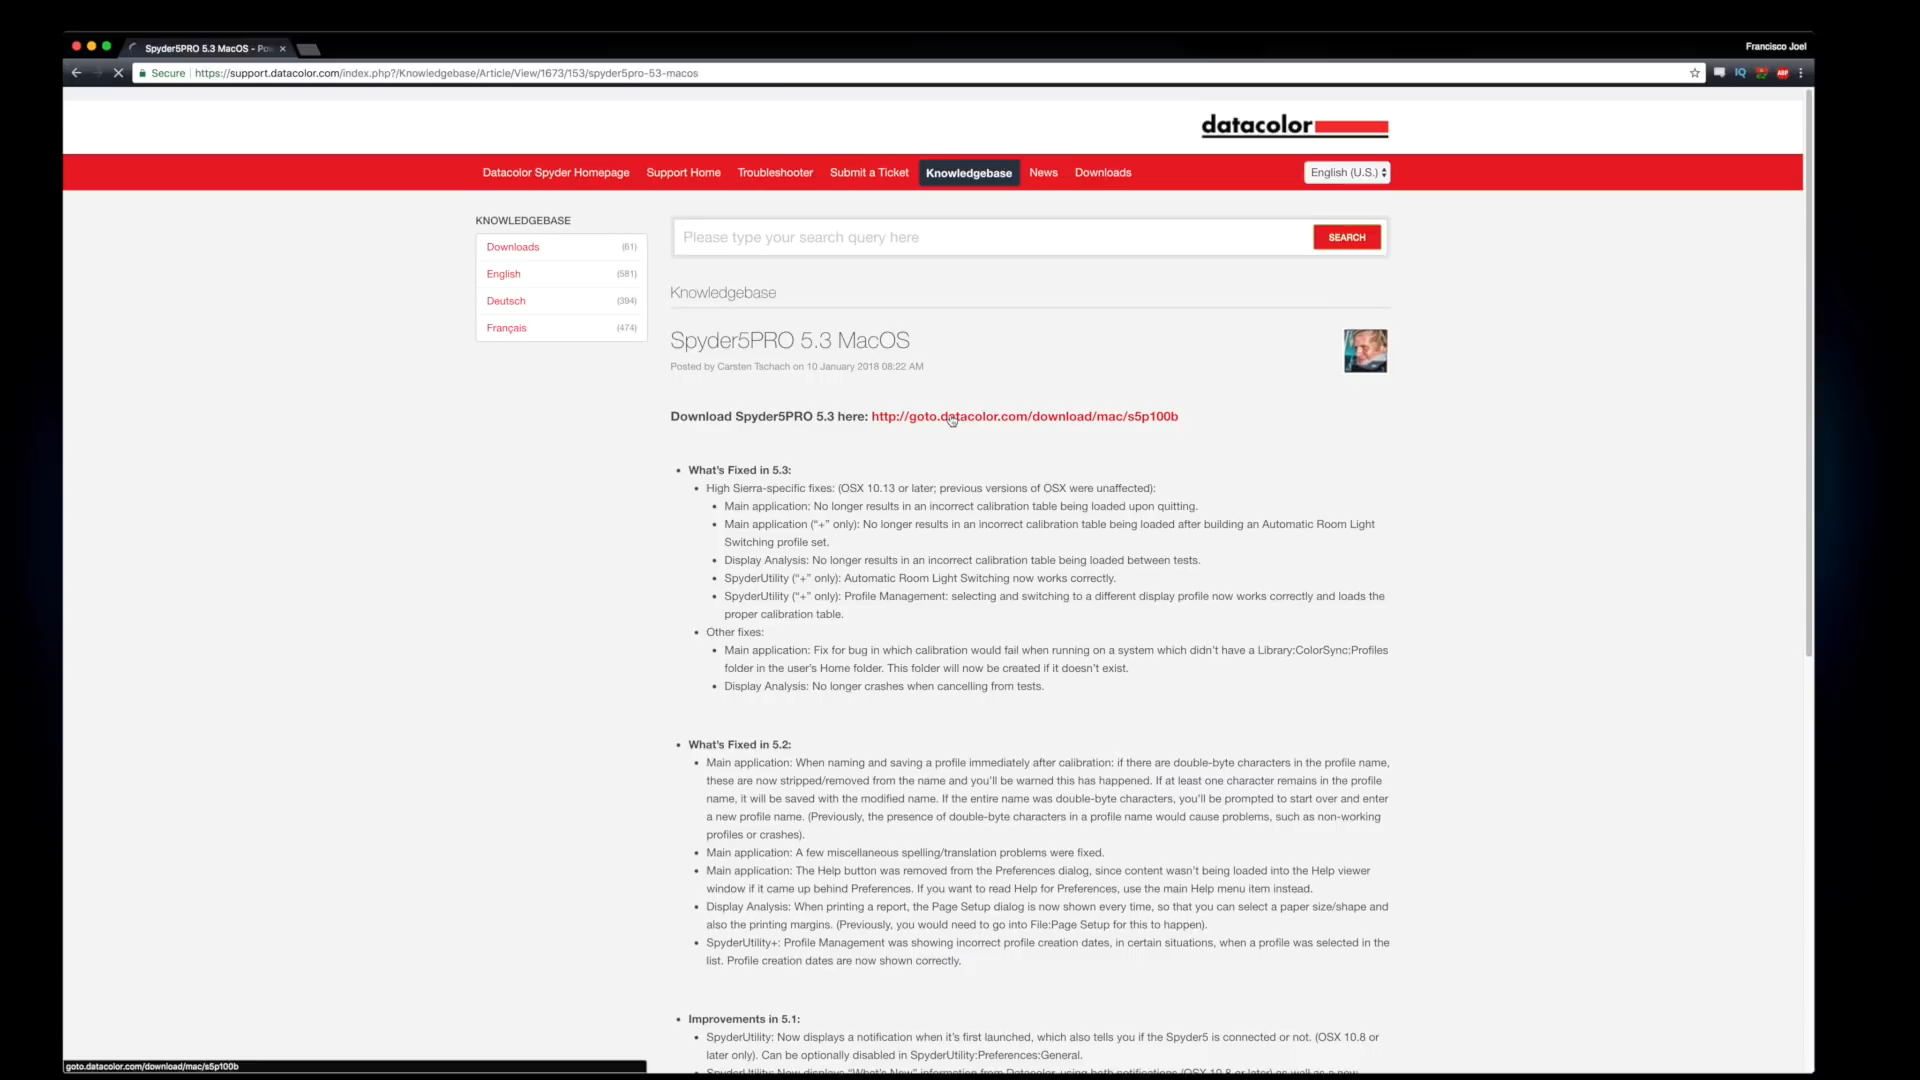 Spyder5PRO 5.3 MacOS - Po
Francisco Joel
Secure
https://support.datacolor.com/index.php?/Knowledgebase/Article/View/1673/153/spyder5pro-53-macos
IQ
ABP
datacolor
Datacolor Spyder Homepage Support Home Troubleshooter Submit a Ticket Knowledgebase News Downloads
English (U.S.)
KNOWLEDGEBASE
Downloads (61)
English (581)
Deutsch (394)
Français (474)
Please type your search query here
SEARCH
Knowledgebase
Spyder5PRO 5.3 MacOS
Posted by Carsten Tschach on 10 January 2018 08:22 AM
Download Spyder5PRO 5.3 here: http://goto.datacolor.com/download/mac/s5p100b
• What's Fixed in 5.3:
• High Sierra-specific fixes: (OSX 10.13 or later; previous versions of OSX were unaffected):
• Main application: No longer results in an incorrect calibration table being loaded upon quitting.
• Main application ("+" only): No longer results in an incorrect calibration table being loaded after building an Automatic Room Light
Switching profile set.
• Display Analysis: No longer results in an incorrect calibration table being loaded between tests.
• SpyderUtility ("+" only): Automatic Room Light Switching now works correctly.
• SpyderUtility ("+" only): Profile Management: selecting and switching to a different display profile now works correctly and loads the
proper calibration table.
• Other fixes:
• Main application: Fix for bug in which calibration would fail when running on a system which didn't have a Library:ColorSync:Profiles
folder in the user's Home folder. This folder will now be created if it doesn't exist.
• Display Analysis: No longer crashes when cancelling from tests.
• What's Fixed in 5.2:
• Main application: When naming and saving a profile immediately after calibration: if there are double-byte characters in the profile name,
these are now stripped/removed from the name and you'll be warned this has happened. If at least one character remains in the profile
name, it will be saved with the modified name. If the entire name was double-byte characters, you'll be prompted to start over and enter
a new profile name. (Previously, the presence of double-byte characters in a profile name would cause problems, such as non-working
profiles or crashes).
• Main application: A few miscellaneous spelling/translation problems were fixed.
• Main application: The Help button was removed from the Preferences dialog, since content wasn't being loaded into the Help viewer
window if it came up behind Preferences. If you want to read Help for Preferences, use the main Help menu item instead.
• Display Analysis: When printing a report, the Page Setup dialog is now shown every time, so that you can select a paper size/shape and
also the printing margins. (Previously, you would need to go into File:Page Setup for this to happen).
• SpyderUtility+: Profile Management was showing incorrect profile creation dates, in certain situations, when a profile was selected in the
list. Profile creation dates are now shown correctly.
• Improvements in 5.1:
• SpyderUtility: Now displays a notification when it's first launched, which also tells you if the Spyder5 is connected or not. (OSX 10.8 or
later only). Can be optionally disabled in SpyderUtility:Preferences:General.
• SpyderUtility: Now displays "What's New" information from Datacolor, using both notifications (OSX 10.8 or later) as well as a new
goto.datacolor.com/download/mac/s5p100b